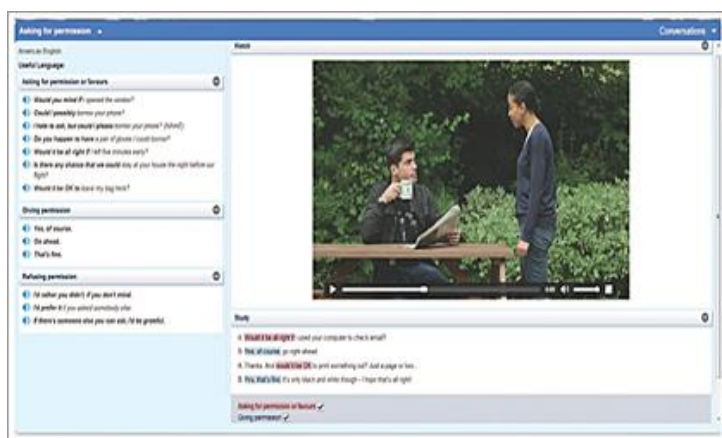 Asking for permission
Conversations
American English
Useful Language:
Asking for permission or favours
Would you mind if I opened the window?
Could I possibly borrow your phone?
I hate to ask, but could I please borrow your phone?
Do you happen to have a pair of gloves I could borrow?
Would it be all right if I left five minutes early?
Is there any chance that we could stay at your house the night before our
flight?
Would it be OK to leave my bag here?
Giving permission
Yes, of course.
Go ahead.
That's fine.
Refusing permission
I'd rather you didn't, if you don't mind.
I'd prefer it if you asked somebody else.
If there's someone else you can ask, I'd be grateful.
Watch
Study
Would it be all right if I used your computer to check email?
Yes, of course, go right ahead.
Thanks. And would it be OK to print something out? Just a page or two...
Yes, that's fine. It's only black and white though – I hope that's all right!
Asking for permission or favours ✓
Giving permission ✓